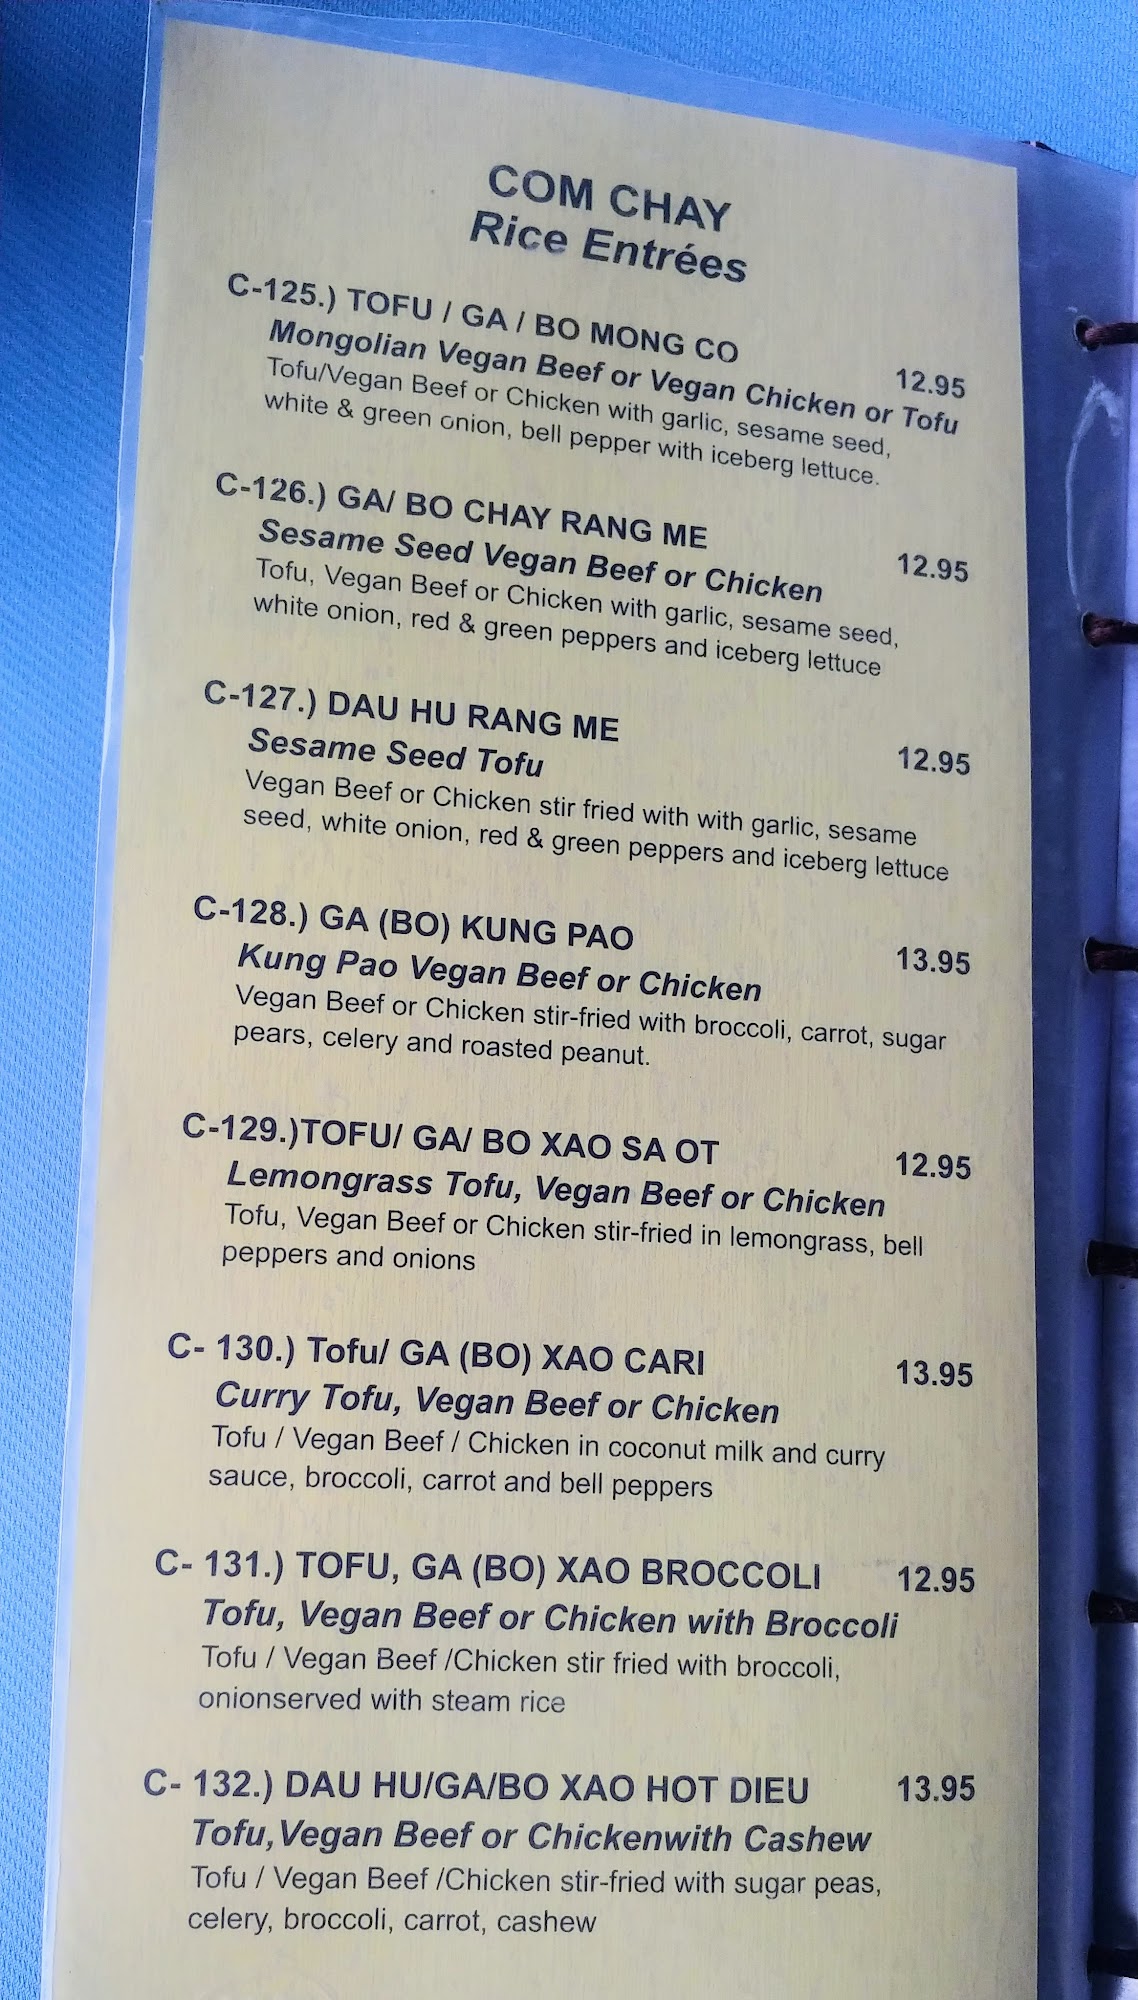 COM CHAY
Rice Entrées
C-125.) TOFU / GA / BO MONG CO 12.95
Mongolian Vegan Beef or Vegan Chicken or Tofu
Tofu/Vegan Beef or Chicken with garlic, sesame seed,
white & green onion, bell pepper with iceberg lettuce.
C-126.) GA/ BO CHAY RANG ME 12.95
Sesame Seed Vegan Beef or Chicken
Tofu, Vegan Beef or Chicken with garlic, sesame seed,
white onion, red & green peppers and iceberg lettuce
C-127.) DAU HU RANG ME 12.95
Sesame Seed Tofu
Vegan Beef or Chicken stir fried with with garlic, sesame
seed, white onion, red & green peppers and iceberg lettuce
C-128.) GA (BO) KUNG PAO 13.95
Kung Pao Vegan Beef or Chicken
Vegan Beef or Chicken stir-fried with broccoli, carrot, sugar
pears, celery and roasted peanut.
C-129.)TOFU/ GA/ BO XAO SA OT 12.95
Lemongrass Tofu, Vegan Beef or Chicken
Tofu, Vegan Beef or Chicken stir-fried in lemongrass, bell
peppers and onions
C- 130.) Tofu/ GA (BO) XAO CARI 13.95
Curry Tofu, Vegan Beef or Chicken
Tofu / Vegan Beef / Chicken in coconut milk and curry
sauce, broccoli, carrot and bell peppers
C- 131.) TOFU, GA (BO) XAO BROCCOLI 12.95
Tofu, Vegan Beef or Chicken with Broccoli
Tofu / Vegan Beef /Chicken stir fried with broccoli,
onionserved with steam rice
C- 132.) DAU HU/GA/BO XAO HOT DIEU 13.95
Tofu,Vegan Beef or Chickenwith Cashew
Tofu / Vegan Beef /Chicken stir-fried with sugar peas,
celery, broccoli, carrot, cashew